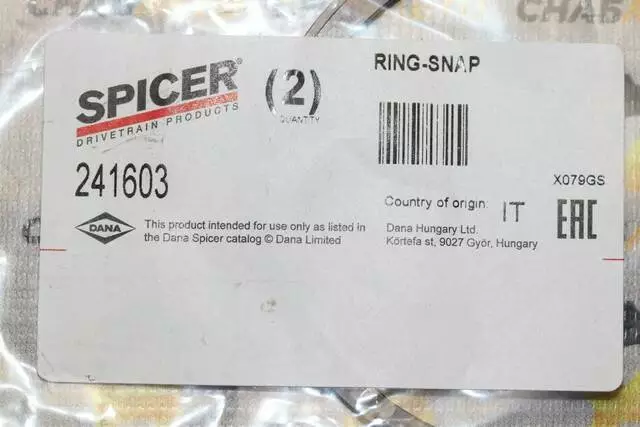 SPICER®
DRIVETRAIN PRODUCTS
(2)
QUANTITY
RING-SNAP
241603
X079GS
Country of origin: IT
EAC
DANA
This product intended for use only as listed in
the Dana Spicer catalog © Dana Limited
Dana Hungary Ltd.
Körtefa st, 9027 Győr, Hungary